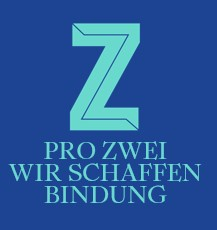 Z
PRO ZWEI
WIR SCHAFFEN
BINDUNG